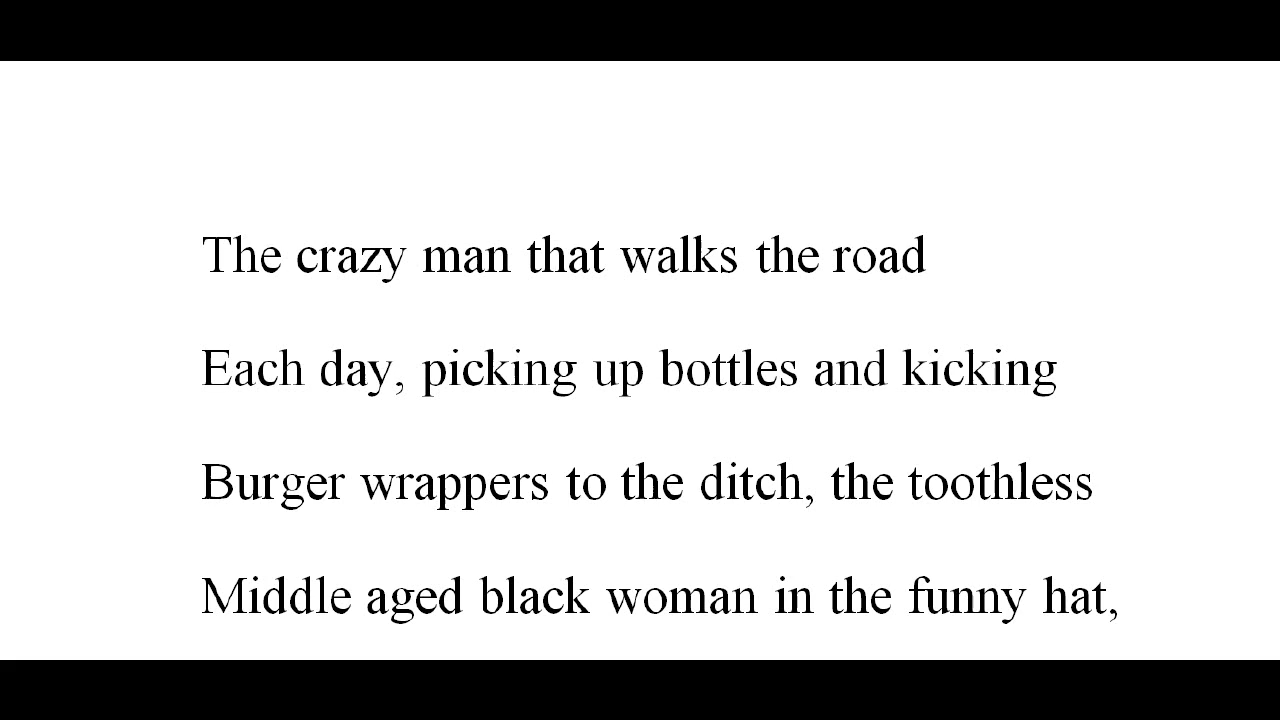 The crazy man that walks the road
Each day, picking up bottles and kicking
Burger wrappers to the ditch, the toothless
Middle aged black woman in the funny hat,